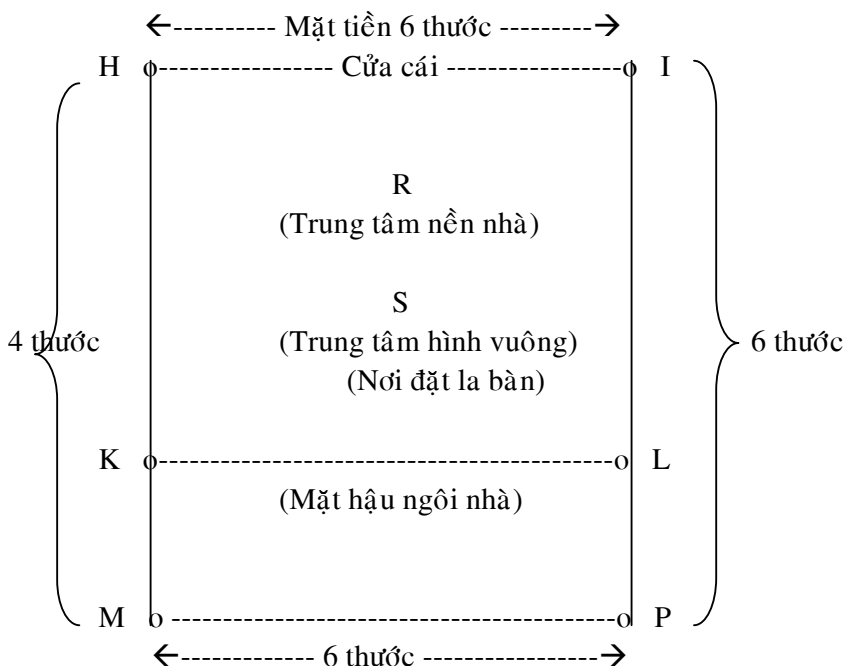 ←---------- Mặt tiền 6 thước --------→
H o---------------- Cửa cái ----------------o I
R
(Trung tâm nền nhà)
S
4 thước (Trung tâm hình vuông) 6 thước
(Nơi đặt la bàn)
K o----------------------------------------o L
(Mặt hậu ngôi nhà)
M o --------------------------------------o P
←------------ 6 thước ---------------→